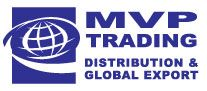 MVP
TRADING
DISTRIBUTION &
GLOBAL EXPORT